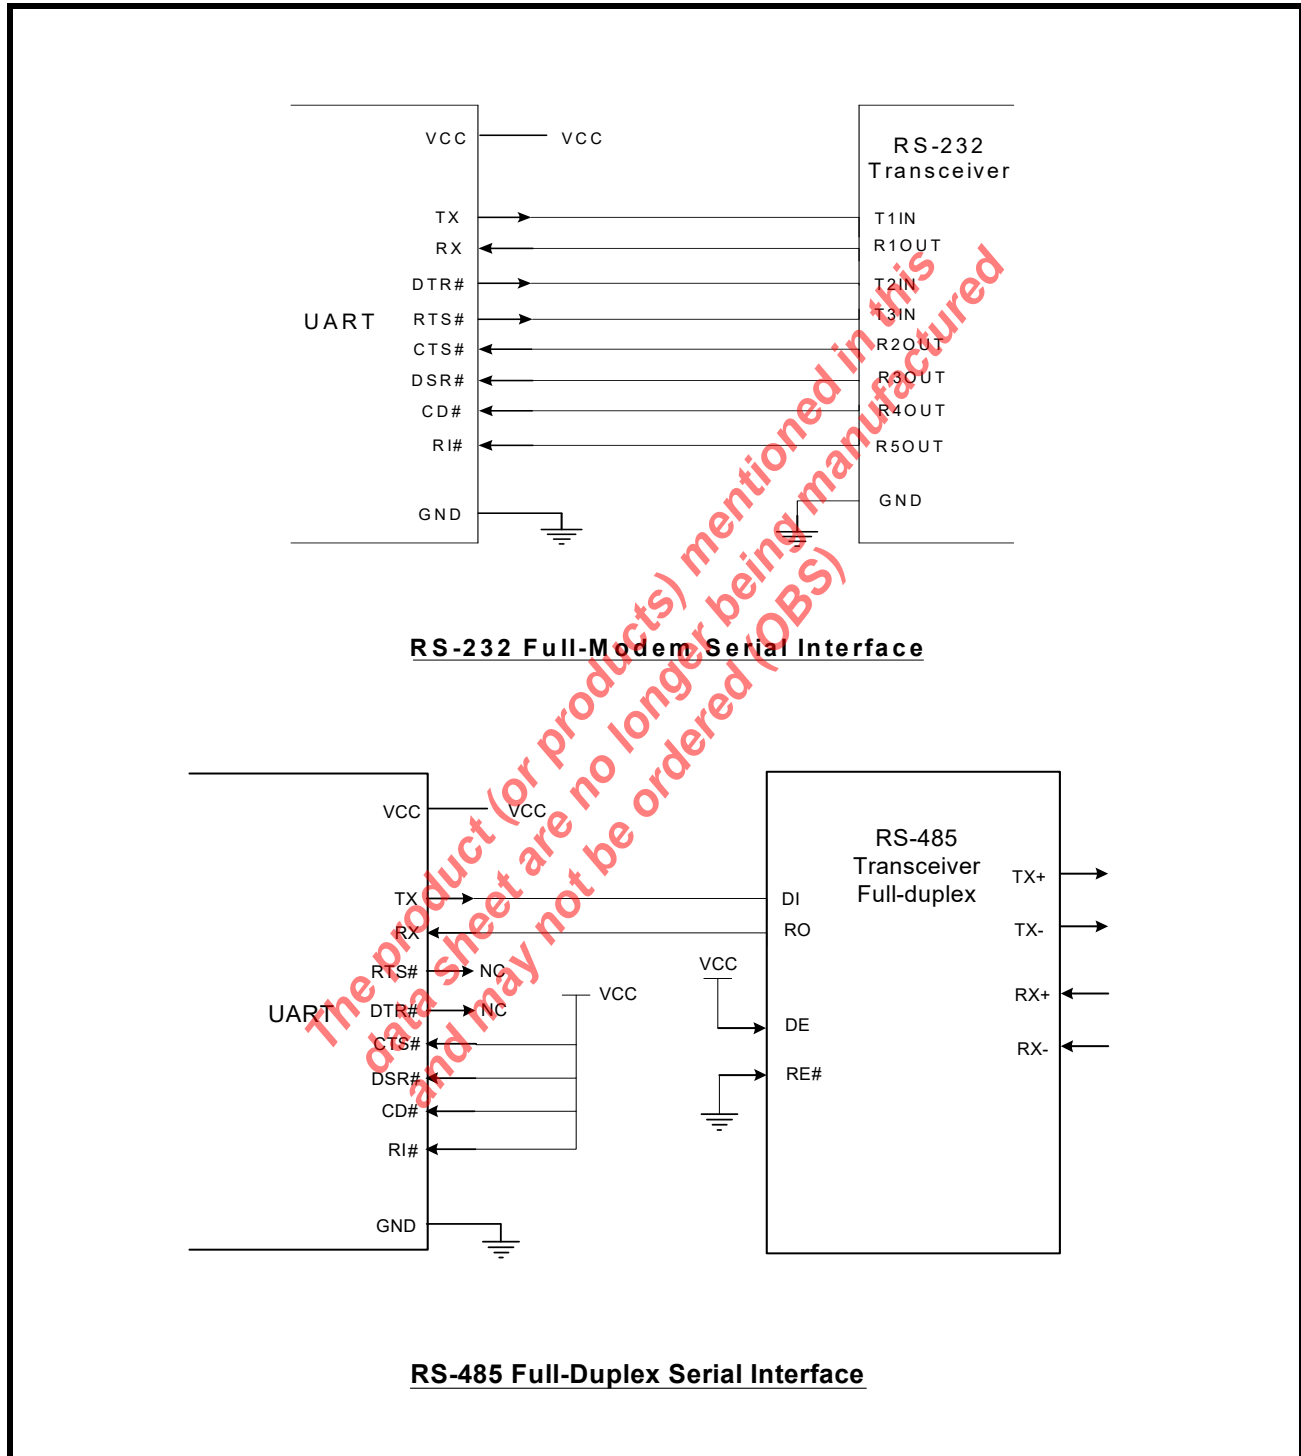 VCC
VCC
RS-232
Transceiver
TX
T1IN
RX
R1OUT
DTR#
T2IN
UART
RTS#
T3IN
CTS#
R2OUT
DSR#
R3OUT
CD#
R4OUT
RI#
R5OUT
GND
GND
RS-232 Full-Modem Serial Interface
The product (or products) mentioned in this
data sheet are no longer being manufactured
and may not be ordered (OBS)
VCC
VCC
RS-485
Transceiver
Full-duplex
TX+
TX
DI
RX
RO
TX-
RTS#
NC
VCC
VCC
RX+
UART
DTR#
NC
DE
CTS#
RX-
DSR#
RE#
CD#
RI#
GND
RS-485 Full-Duplex Serial Interface